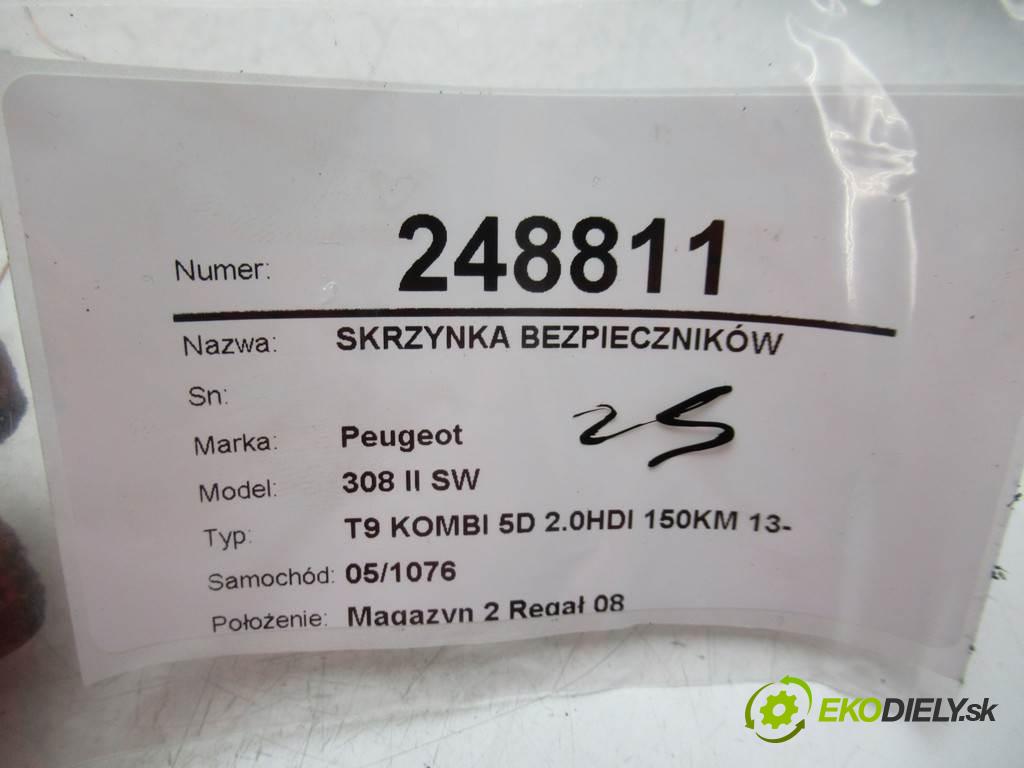 Numer: 248811
Nazwa: SKRZYNKA BEZPIECZNIKÓW
Sn:
Marka: Peugeot
Model: 308 II SW
Typ: T9 KOMBI 5D 2.0HDI 150KM 13-
Samochód: 05/1076
Położenie: Magazyn 2 Regał 08
EKODIELY.sk